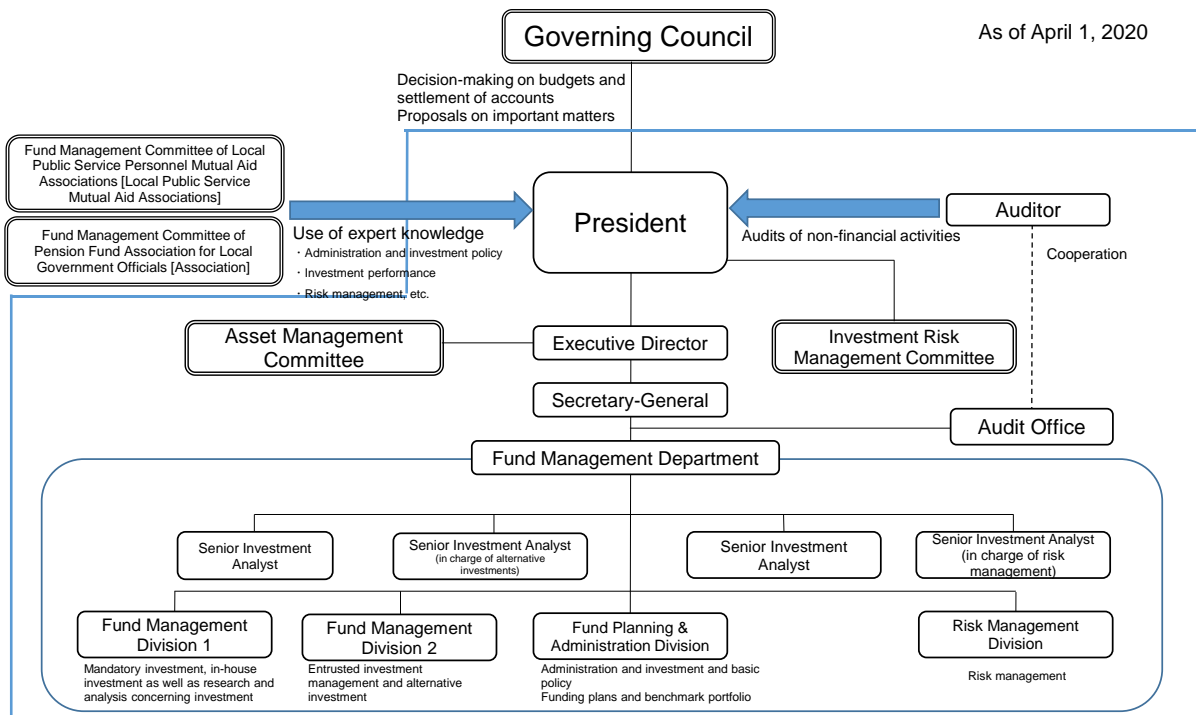 Governing Council
As of April 1, 2020
Decision-making on budgets and
settlement of accounts
Proposals on important matters
Fund Management Committee of Local
Public Service Personnel Mutual Aid
Associations [Local Public Service
Mutual Aid Associations]
Fund Management Committee of
Pension Fund Association for Local
Government Officials [Association]
Use of expert knowledge
・Administration and investment policy
・Investment performance
・Risk management, etc.
President
Auditor
Audits of non-financial activities
Cooperation
Asset Management
Committee
Executive Director
Investment Risk
Management Committee
Secretary-General
Audit Office
Fund Management Department
Senior Investment
Analyst
Senior Investment Analyst
(in charge of alternative
investments)
Senior Investment
Analyst
Senior Investment Analyst
(in charge of risk
management)
Fund Management
Division 1
Mandatory investment, in-house
investment as well as research and
analysis concerning investment
Fund Management
Division 2
Entrusted investment
management and alternative
investment
Fund Planning &
Administration Division
Administration and investment and basic
policy
Funding plans and benchmark portfolio
Risk Management
Division
Risk management